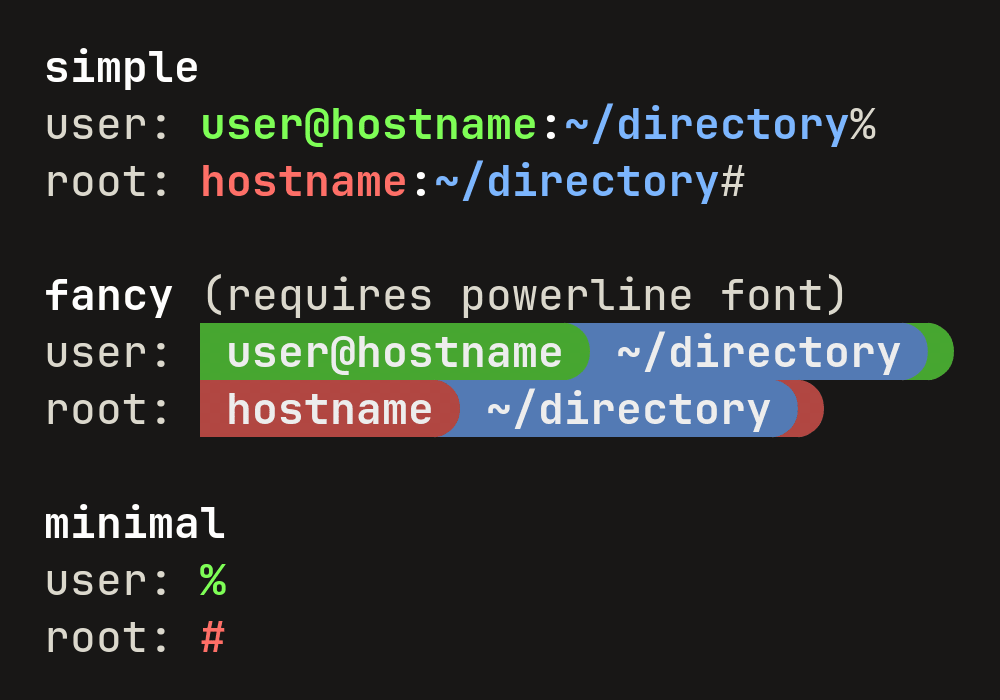 simple
user: user@hostname:~/directory%
root: hostname:~/directory#
fancy (requires powerline font)
user: user@hostname ~/directory
root: hostname ~/directory
minimal
user: %
root: #